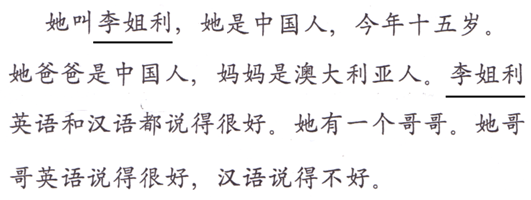 她叫李姐利，她是中国人，今年十五岁。
她爸爸是中国人，妈妈是澳大利亚人。李姐利
英语和汉语都说得很好。她有一个哥哥。她哥
哥英语说得很好，汉语说得不好。